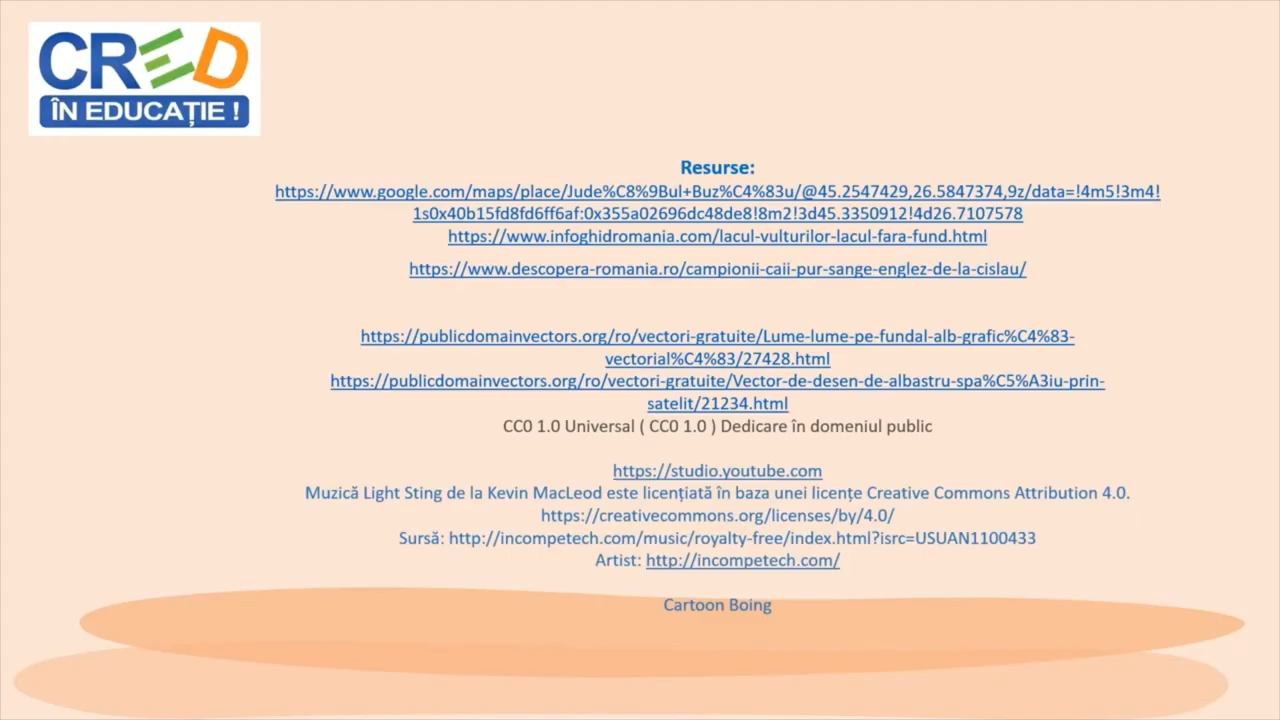 CRED
ÎN EDUCAȚIE !
Resurse:
https://www.google.com/maps/place/Jude%C8%9Bul+Buz%C4%83u/@45.2547429,26.5847374,9z/data=!4m5!3m4!
1s0x40b15fd8fd6ff6af:0x355a02696dc48de8!8m2!3d45.3350912!4d26.7107578
https://www.infoghidromania.com/lacul-vulturilor-lacul-fara-fund.html
https://www.descopera-romania.ro/campionii-caii-pur-sange-englez-de-la-cislau/
https://publicdomainvectors.org/ro/vectori-gratuite/Lume-lume-pe-fundal-alb-grafic%C4%83-
vectorial%C4%83/27428.html
https://publicdomainvectors.org/ro/vectori-gratuite/Vector-de-desen-de-albastru-spa%C5%A3iu-prin-
satelit/21234.html
CC0 1.0 Universal ( CC0 1.0 ) Dedicare în domeniul public
https://studio.youtube.com
Muzică Light Sting de la Kevin MacLeod este licențiată în baza unei licențe Creative Commons Attribution 4.0.
https://creativecommons.org/licenses/by/4.0/
Sursă: http://incompetech.com/music/royalty-free/index.html?isrc=USUAN1100433
Artist: http://incompetech.com/
Cartoon Boing